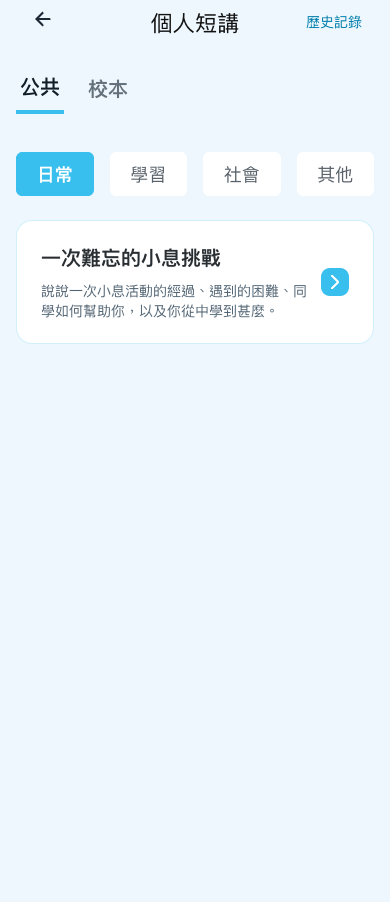 個人短講
歷史記錄
公共
校本
日常
學習
社會
其他
一次難忘的小息挑戰
說說一次小息活動的經過、遇到的困難、同
學如何幫助你，以及你從中學到甚麼。